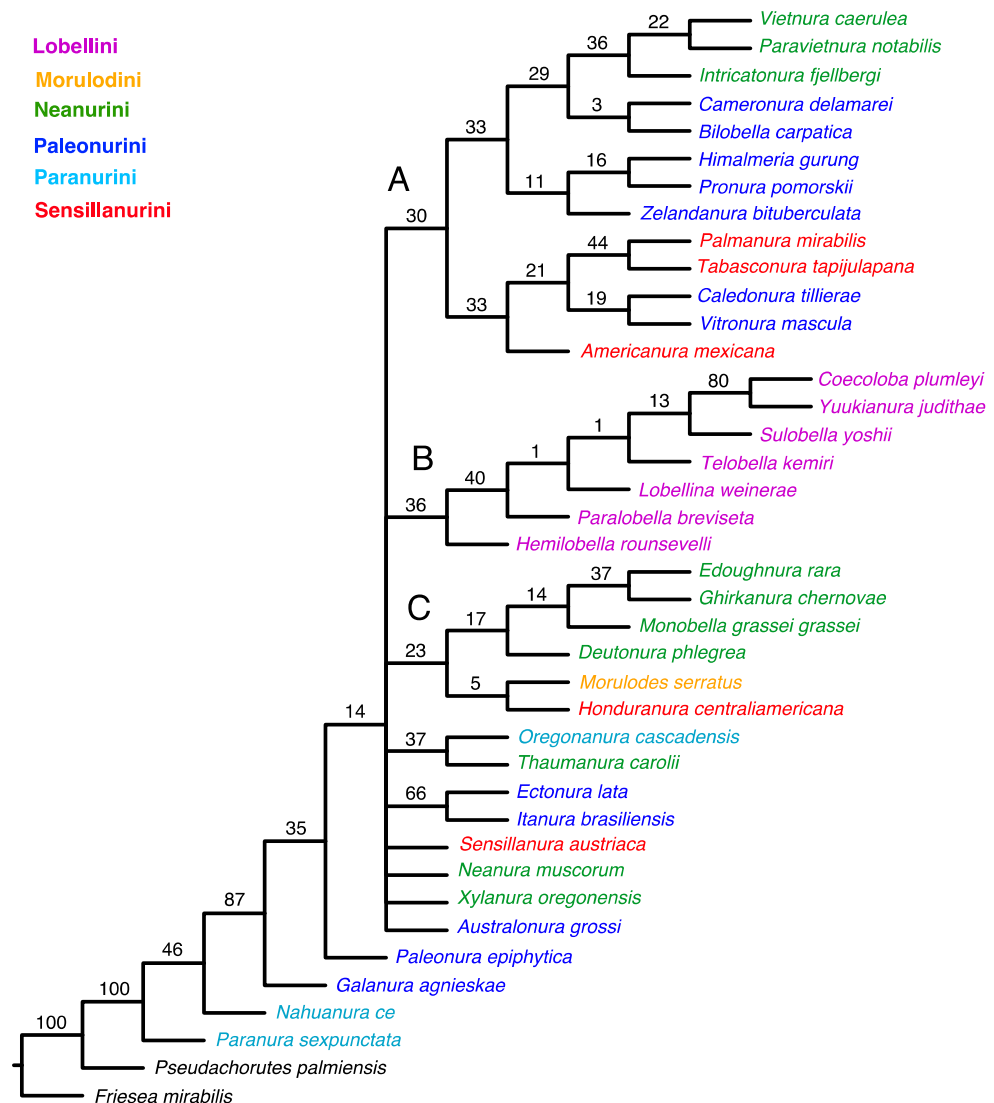 Lobellini
Morulodini
Neanurini
Paleonurini
Paranurini
Sensillanurini
22
Vietnura caerulea
36
Paravietnura notabilis
29
Intricatonura fjellbergi
3
Cameronura delamarei
33
Bilobella carpatica
16
Himalmeria gurung
A
11
Pronura pomorskii
30
Zelandanura bituberculata
44
Palmanura mirabilis
21
Tabasconura tapijulapana
33
19
Caledonura tillierae
Vitronura mascula
Americanura mexicana
80
Coecoloba plumleyi
13
Yuukianura judithae
1
Sulobella yoshii
B
1
Telobella kemiri
40
Lobellina weinerae
36
Paralobella breviseta
Hemilobella rounsevelli
37
Edoughnura rara
C
14
Ghirkanura chernovae
17
Monobella grassei grassei
23
Deutonura phlegrea
5
Morulodes serratus
14
Honduranura centraliamericana
37
Oregonanura cascadensis
Thaumanura carolii
66
Ectonura lata
Itanura brasiliensis
35
Sensillanura austriaca
Neanura muscorum
87
Xylanura oregonensis
Australonura grossi
46
Paleonura epiphytica
100
Galanura agnieskae
100
Nahuanura ce
Paranura sexpunctata
Pseudachorutes palmiensis
Friesea mirabilis